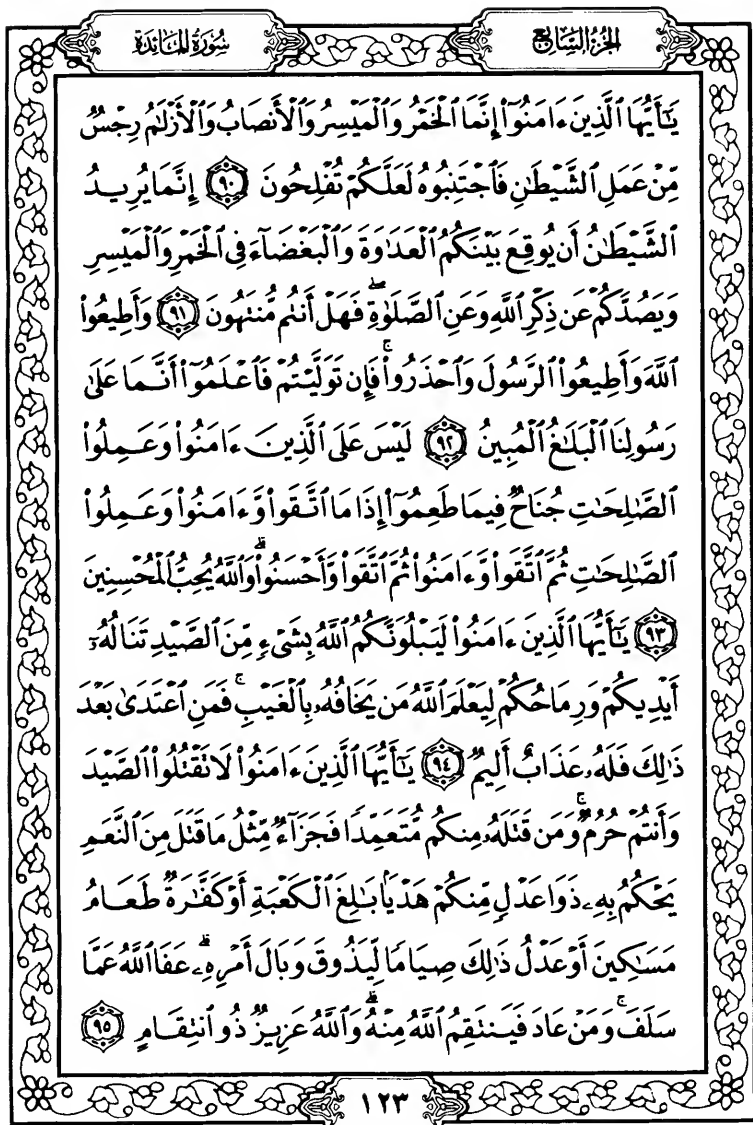 الجزء السابع
سورة المائدة
يَٰٓأَيُّهَا ٱلَّذِينَ ءَامَنُوٓا۟ إِنَّمَا ٱلْخَمْرُ وَٱلْمَيْسِرُ وَٱلْأَنصَابُ وَٱلْأَزْلَٰمُ رِجْسٌ
مِّنْ عَمَلِ ٱلشَّيْطَٰنِ فَٱجْتَنِبُوهُ لَعَلَّكُمْ تُفْلِحُونَ ٩٠ إِنَّمَا يُرِيدُ
ٱلشَّيْطَٰنُ أَن يُوقِعَ بَيْنَكُمُ ٱلْعَدَٰوَةَ وَٱلْبَغْضَآءَ فِى ٱلْخَمْرِ وَٱلْمَيْسِرِ
وَيَصُدَّكُمْ عَن ذِكْرِ ٱللَّهِ وَعَنِ ٱلصَّلَوٰةِ ۖ فَهَلْ أَنتُم مُّنتَهُونَ ٩١ وَأَطِيعُوا۟
ٱللَّهَ وَأَطِيعُوا۟ ٱلرَّسُولَ وَٱحْذَرُوا۟ ۚ فَإِن تَوَلَّيْتُمْ فَٱعْلَمُوٓا۟ أَنَّمَا عَلَىٰ
رَسُولِنَا ٱلْبَلَٰغُ ٱلْمُبِينُ ٩٢ لَيْسَ عَلَى ٱلَّذِينَ ءَامَنُوا۟ وَعَمِلُوا۟
ٱلصَّٰلِحَٰتِ جُنَاحٌ فِيمَا طَعِمُوٓا۟ إِذَا مَا ٱتَّقَوا۟ وَّءَامَنُوا۟ وَعَمِلُوا۟
ٱلصَّٰلِحَٰتِ ثُمَّ ٱتَّقَوا۟ وَّءَامَنُوا۟ ثُمَّ ٱتَّقَوا۟ وَّأَحْسَنُوا۟ ۗ وَٱللَّهُ يُحِبُّ ٱلْمُحْسِنِينَ
٩٣ يَٰٓأَيُّهَا ٱلَّذِينَ ءَامَنُوا۟ لَيَبْلُوَنَّكُمُ ٱللَّهُ بِشَىْءٍ مِّنَ ٱلصَّيْدِ تَنَالُهُۥٓ
أَيْدِيكُمْ وَرِمَاحُكُمْ لِيَعْلَمَ ٱللَّهُ مَن يَخَافُهُۥ بِٱلْغَيْبِ ۚ فَمَنِ ٱعْتَدَىٰ بَعْدَ
ذَٰلِكَ فَلَهُۥ عَذَابٌ أَلِيمٌ ٩٤ يَٰٓأَيُّهَا ٱلَّذِينَ ءَامَنُوا۟ لَا تَقْتُلُوا۟ ٱلصَّيْدَ
وَأَنتُمْ حُرُمٌ ۚ وَمَن قَتَلَهُۥ مِنكُم مُّتَعَمِّدًا فَجَزَآءٌ مِّثْلُ مَا قَتَلَ مِنَ ٱلنَّعَمِ
يَحْكُمُ بِهِۦ ذَوَا عَدْلٍ مِّنكُمْ هَدْيًۢا بَٰلِغَ ٱلْكَعْبَةِ أَوْ كَفَّٰرَةٌ طَعَامُ
مَسَٰكِينَ أَوْ عَدْلُ ذَٰلِكَ صِيَامًا لِّيَذُوقَ وَبَالَ أَمْرِهِۦ ۗ عَفَا ٱللَّهُ عَمَّا
سَلَفَ ۚ وَمَنْ عَادَ فَيَنتَقِمُ ٱللَّهُ مِنْهُ ۗ وَٱللَّهُ عَزِيزٌ ذُو ٱنتِقَامٍ ٩٥
١٢٣